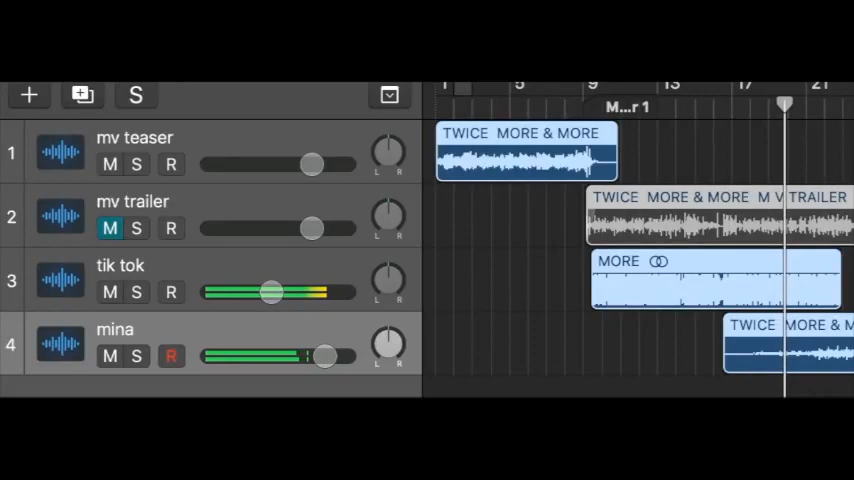 S
1 5 9 13 17 21
M...r 1
1 mv teaser TWICE MORE & MORE
M S R L R
2 mv trailer TWICE MORE & MORE M V TRAILER
M S R L R
3 tik tok MORE
M S R L R
4 mina TWICE MORE & M
M S R L R